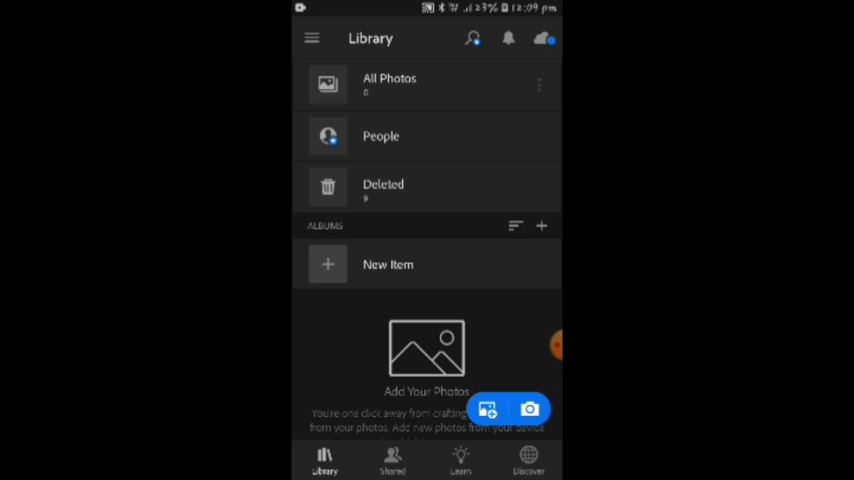 23% 12:09 pm
Library
All Photos
0
People
Deleted
9
ALBUMS
New Item
Add Your Photos
You're one click away from crafting
from your photos. Add new photos from your device
Library Shared Learn Discover